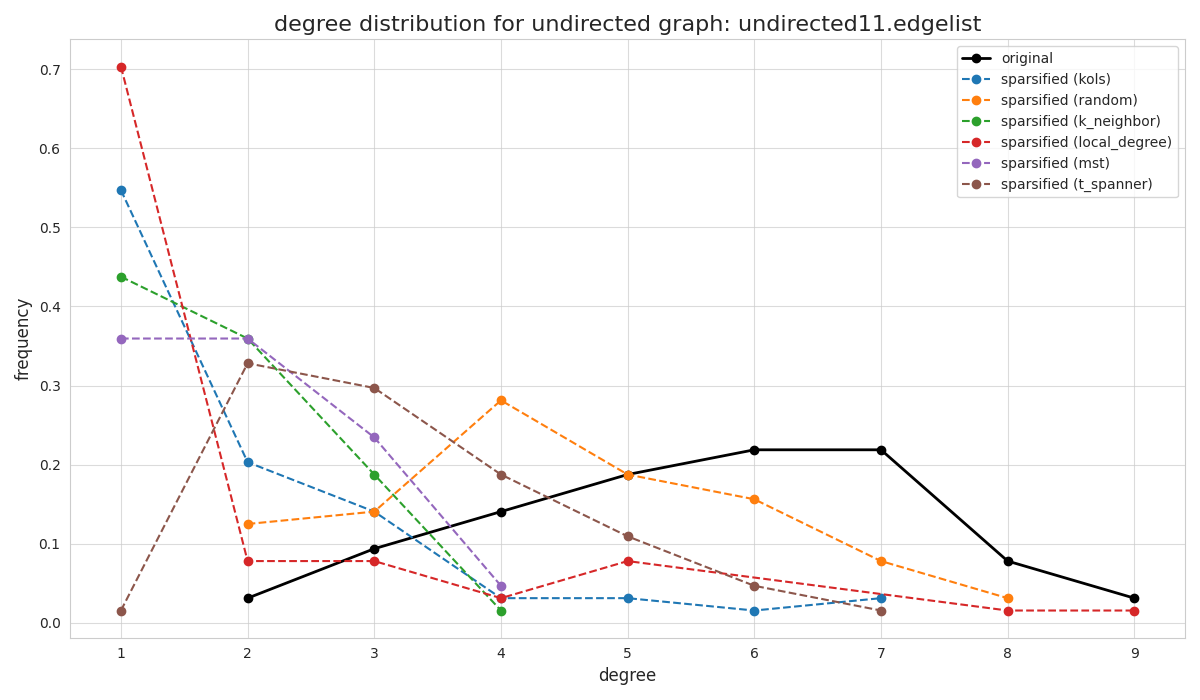 degree distribution for undirected graph: undirected11.edgelist
original
sparsified (kols)
sparsified (random)
sparsified (k_neighbor)
sparsified (local_degree)
sparsified (mst)
sparsified (t_spanner)
frequency
0.7
0.6
0.5
0.4
0.3
0.2
0.1
0.0
1 2 3 4 5 6 7 8 9
degree